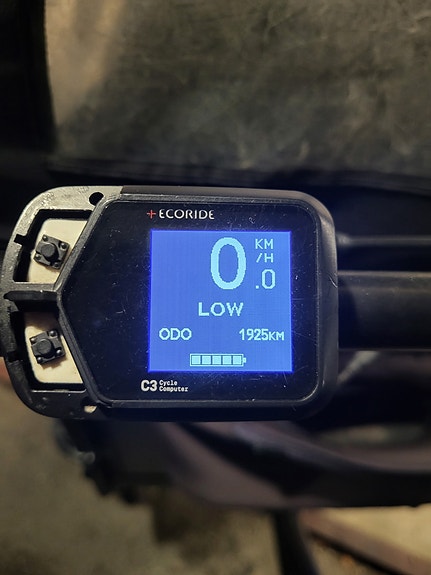 +ECORIDE
0.0 KM/H
LOW
ODO 1925KM
C3 Cycle Computer